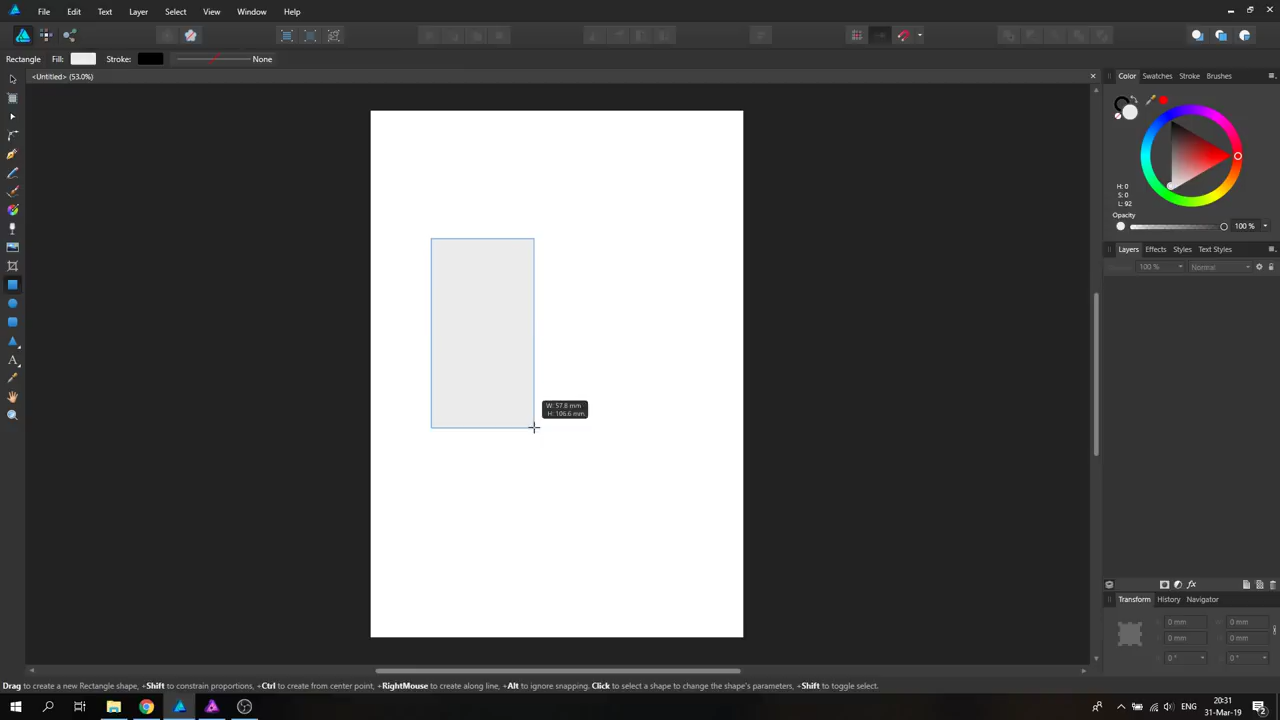 File Edit Text Layer Select View Window Help
Rectangle Fill: Stroke: None
<Untitled> (53.0%)
Color Swatches Stroke Brushes
H: 0
S: 0
L: 92
Opacity
100 %
Layers Effects Styles Text Styles
100 % Normal
W: 57.8 mm
H: 106.6 mm
Transform History Navigator
0 mm 0 mm
0 mm 0 mm
0 ° 0 °
Drag to create a new Rectangle shape, +Shift to constrain proportions, +Ctrl to create from center point, +RightMouse to create along line, +Alt to ignore snapping. Click to select a shape to change the shape's parameters, +Shift to toggle select.
ENG
20:31
31-Mar-19